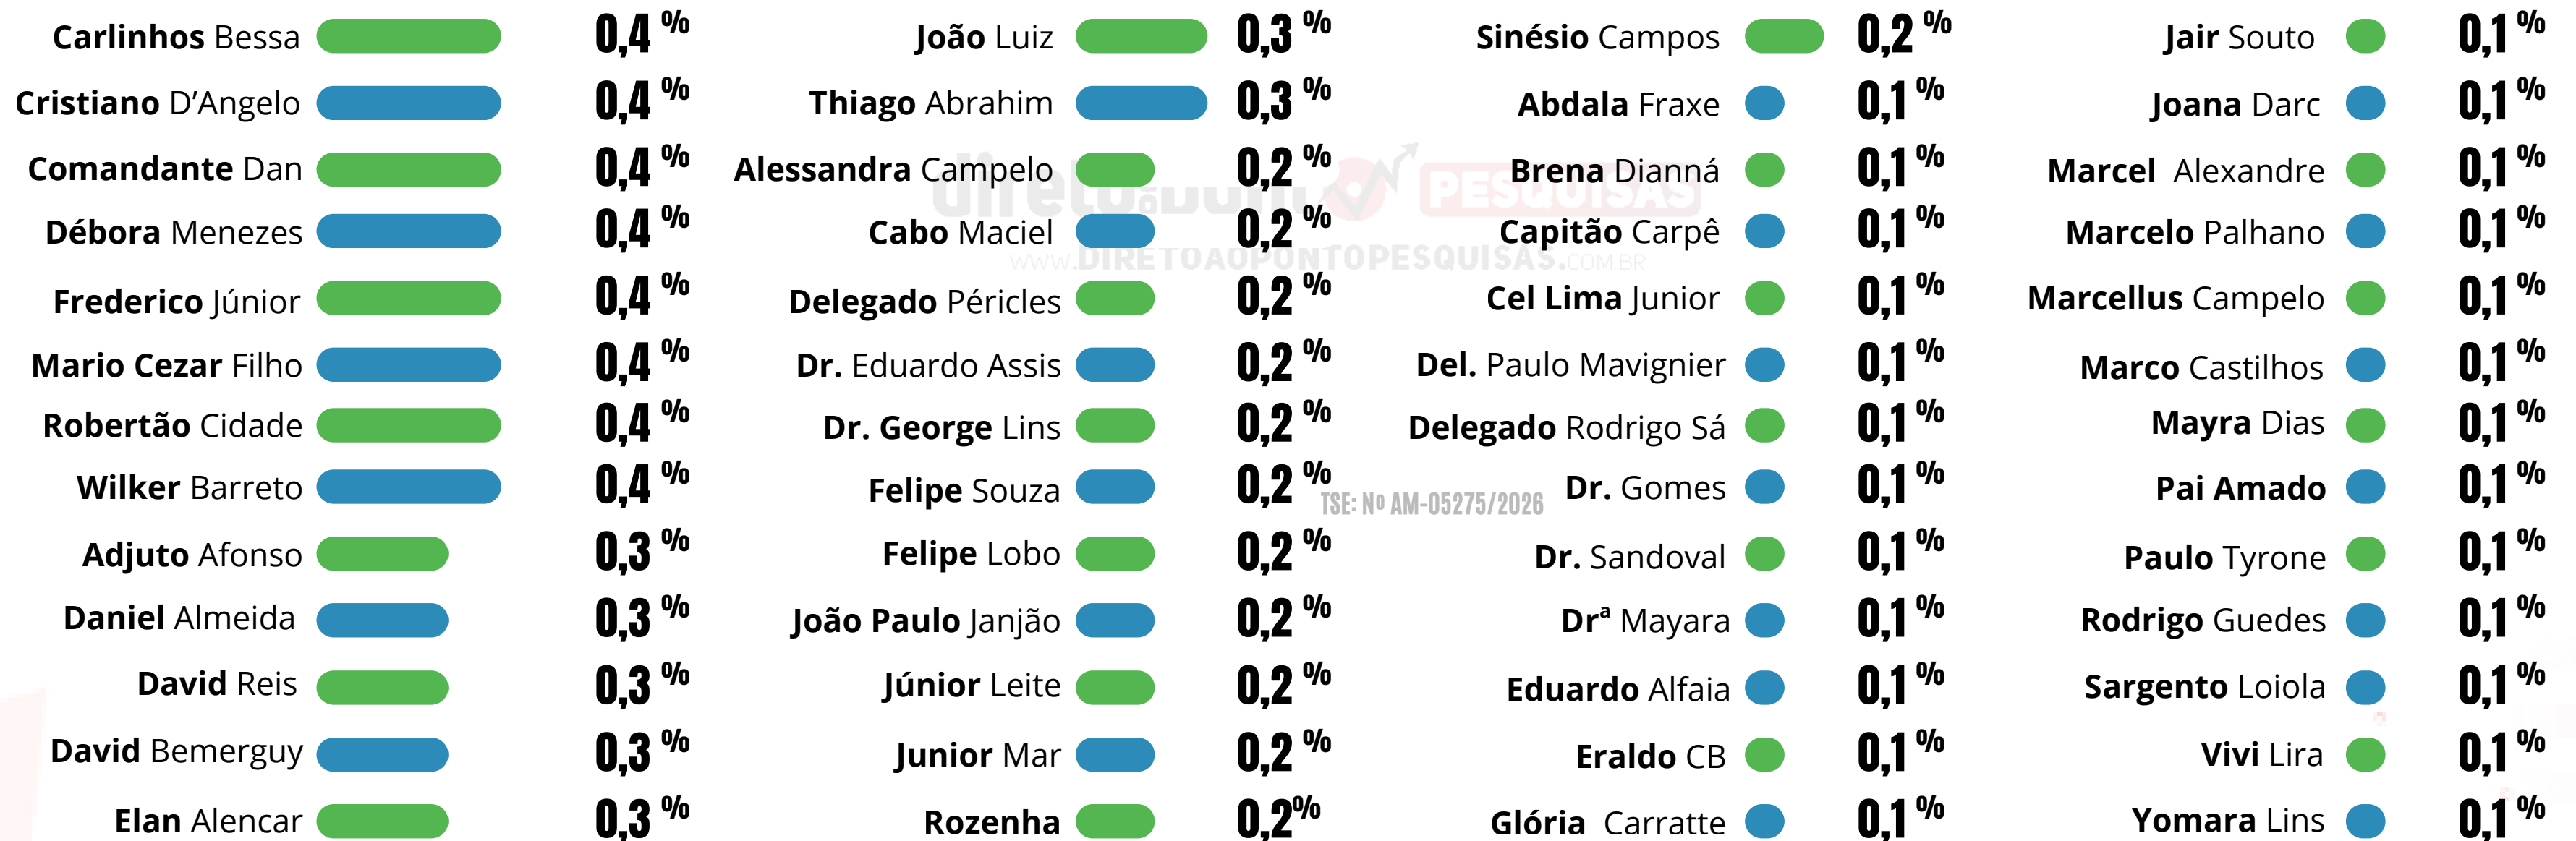 Carlinhos Bessa 0,4 %
Cristiano D’Angelo 0,4 %
Comandante Dan 0,4 %
Débora Menezes 0,4 %
Frederico Júnior 0,4 %
Mario Cezar Filho 0,4 %
Robertão Cidade 0,4 %
Wilker Barreto 0,4 %
Adjuto Afonso 0,3 %
Daniel Almeida 0,3 %
David Reis 0,3 %
David Bemerguy 0,3 %
Elan Alencar 0,3 %
João Luiz 0,3 %
Thiago Abrahim 0,3 %
Alessandra Campelo 0,2 %
Cabo Maciel 0,2 %
Delegado Péricles 0,2 %
Dr. Eduardo Assis 0,2 %
Dr. George Lins 0,2 %
Felipe Souza 0,2 %
Felipe Lobo 0,2 %
João Paulo Janjão 0,2 %
Júnior Leite 0,2 %
Junior Mar 0,2 %
Rozenha 0,2%
Sinésio Campos 0,2 %
Abdala Fraxe 0,1 %
Brena Dianná 0,1 %
Capitão Carpê 0,1 %
Cel Lima Junior 0,1 %
Del. Paulo Mavignier 0,1 %
Delegado Rodrigo Sá 0,1 %
Dr. Gomes 0,1 %
Dr. Sandoval 0,1 %
Drª Mayara 0,1 %
Eduardo Alfaia 0,1 %
Eraldo CB 0,1 %
Glória Carratte 0,1 %
Jair Souto 0,1 %
Joana Darc 0,1 %
Marcel Alexandre 0,1 %
Marcelo Palhano 0,1 %
Marcellus Campelo 0,1 %
Marco Castilhos 0,1 %
Mayra Dias 0,1 %
Pai Amado 0,1 %
Paulo Tyrone 0,1 %
Rodrigo Guedes 0,1 %
Sargento Loiola 0,1 %
Vivi Lira 0,1 %
Yomara Lins 0,1 %
direto ao ponto PESQUISAS
WWW.DIRETOAOPONTOPESQUISAS.COM.BR
TSE: Nº AM-05275/2026